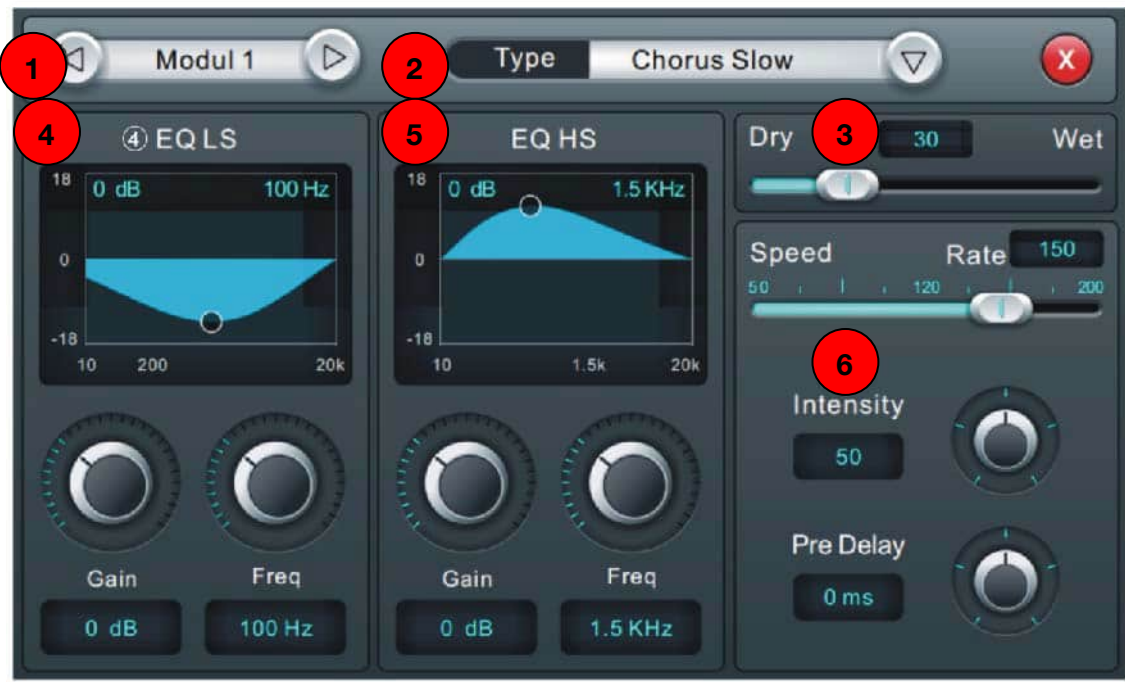 1 Modul 1 2 Type Chorus Slow X
4 ④ EQ LS
18 0 dB 100 Hz
0
-18
10 200 20k
Gain Freq
0 dB 100 Hz
5 EQ HS
18 0 dB 1.5 KHz
0
-18
10 1.5k 20k
Gain Freq
0 dB 1.5 KHz
Dry 3 30 Wet
Speed Rate 150
50 120 200
6
Intensity
50
Pre Delay
0 ms